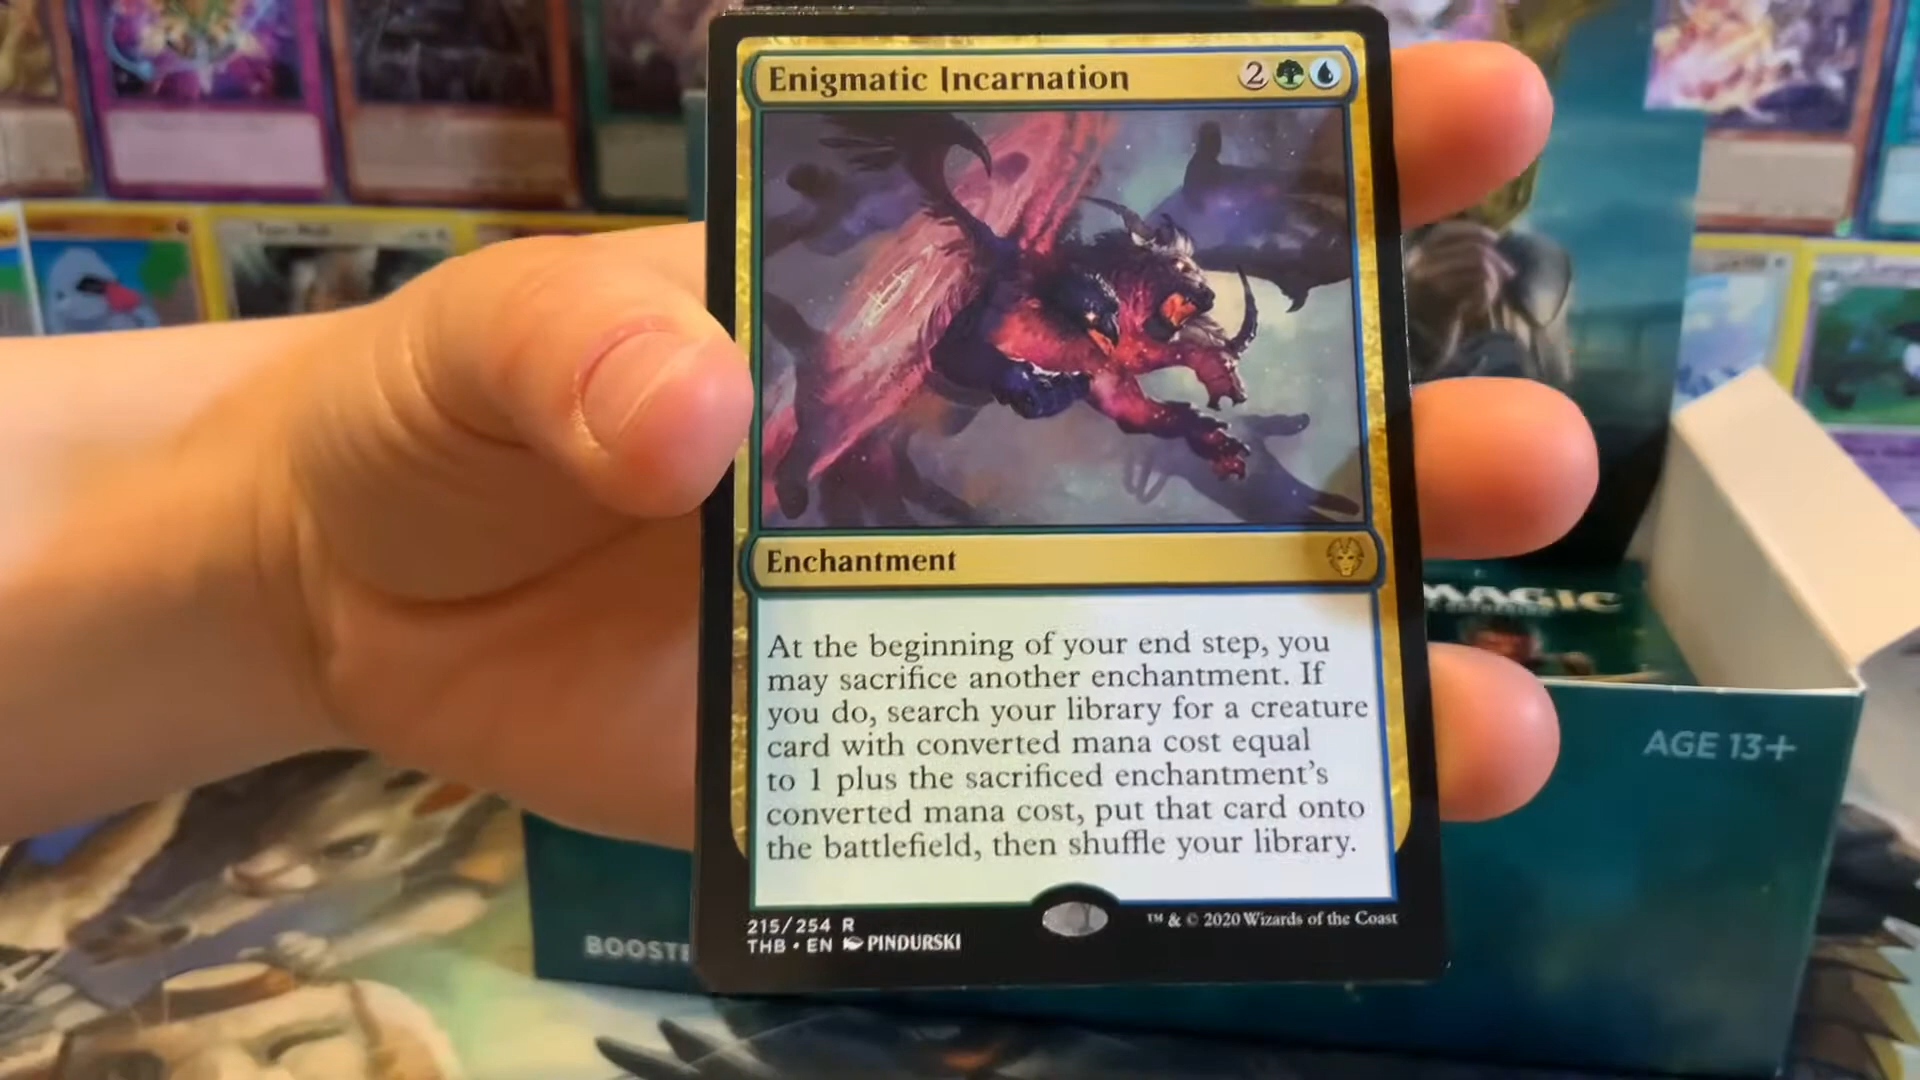 Enigmatic Incarnation 2
Enchantment
At the beginning of your end step, you
may sacrifice another enchantment. If
you do, search your library for a creature
card with converted mana cost equal
to 1 plus the sacrificed enchantment's
converted mana cost, put that card onto
the battlefield, then shuffle your library.
215/254 R
THB • EN PINDURSKI
™ & © 2020 Wizards of the Coast
MAGIC
AGE 13+